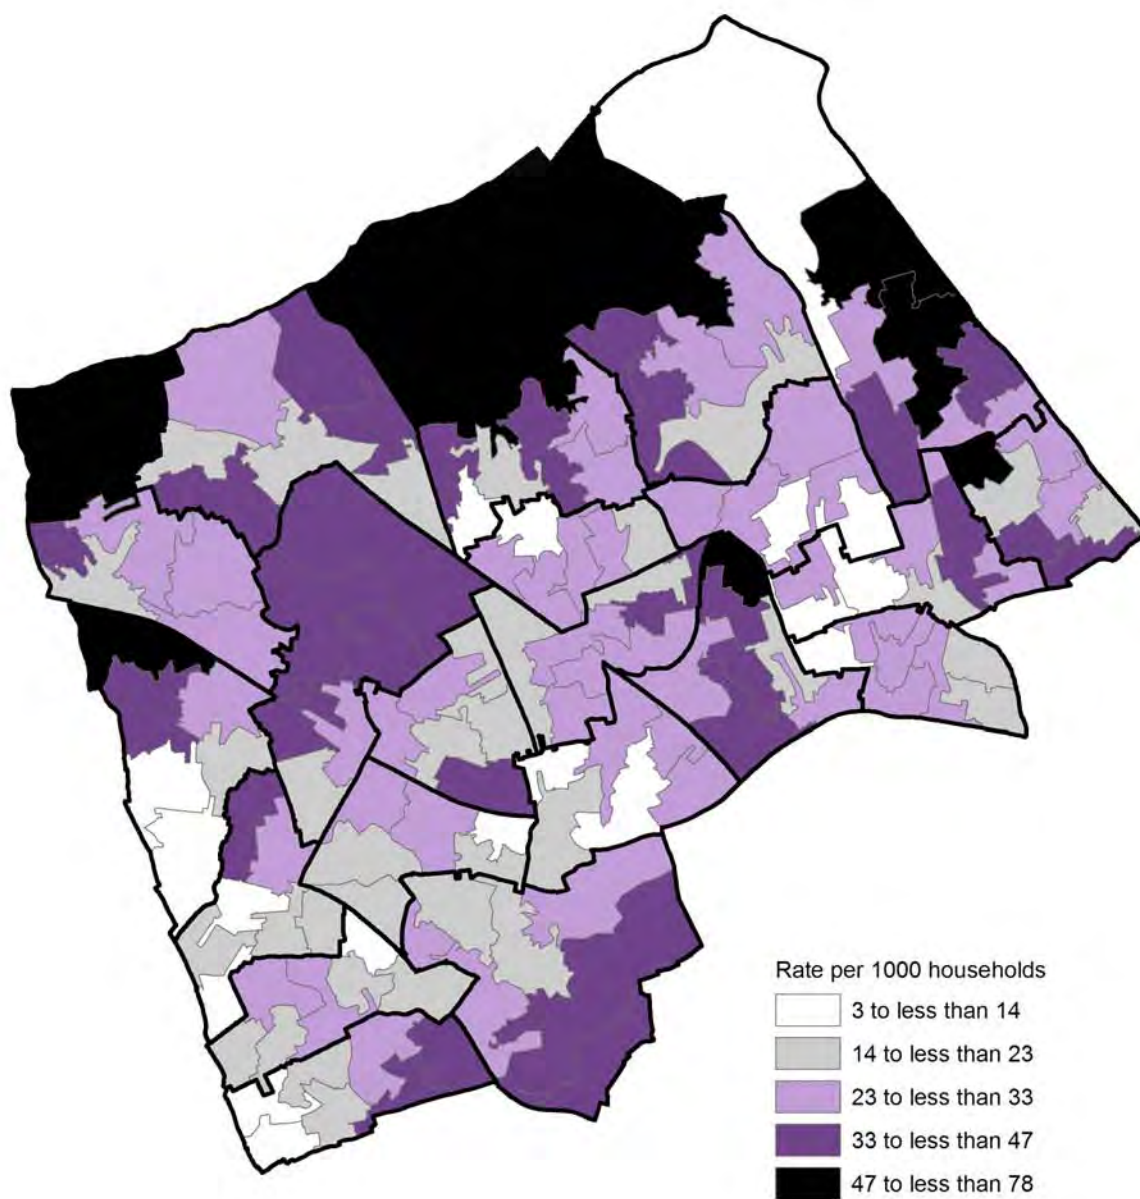 Rate per 1000 households
3 to less than 14
14 to less than 23
23 to less than 33
33 to less than 47
47 to less than 78